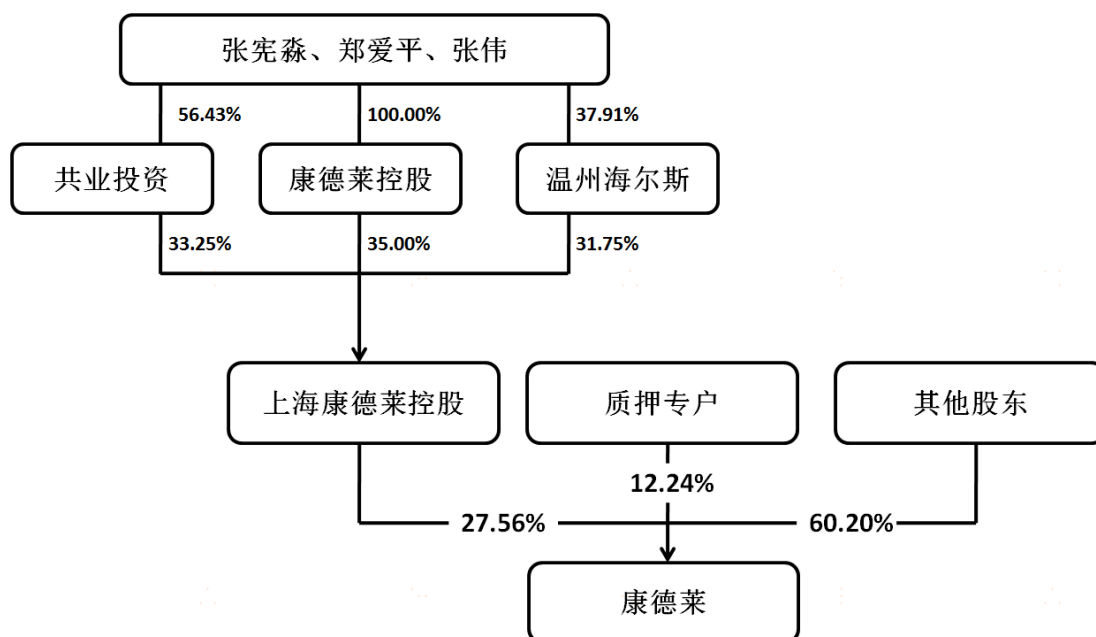 张宪淼、郑爱平、张伟
56.43%
100.00%
37.91%
共业投资
康德莱控股
温州海尔斯
33.25%
35.00%
31.75%
上海康德莱控股
质押专户
其他股东
12.24%
27.56%
60.20%
康德莱